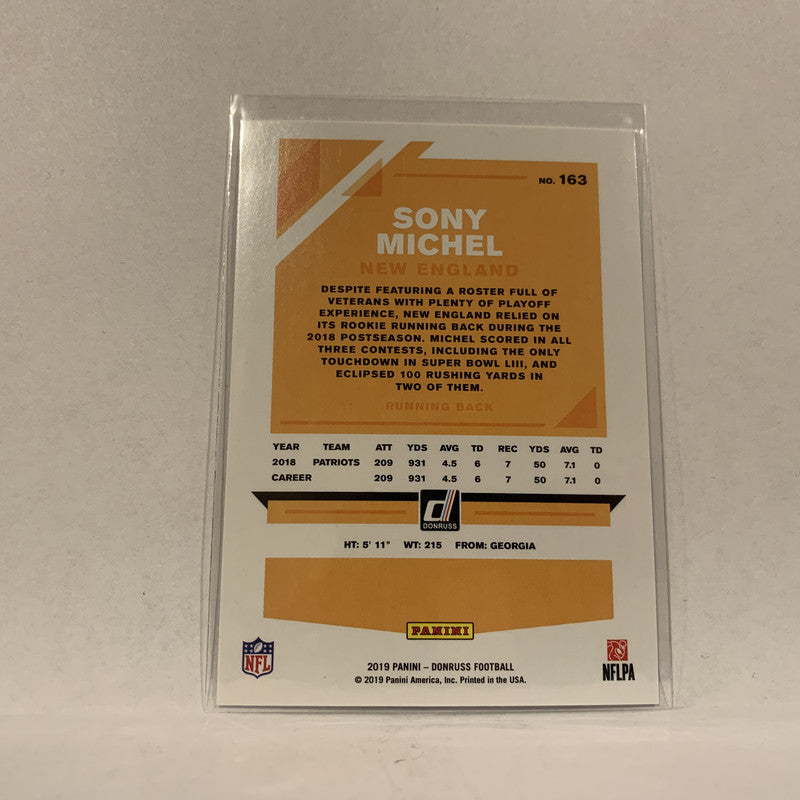 NO. 163
SONY
MICHEL
NEW ENGLAND
DESPITE FEATURING A ROSTER FULL OF
VETERANS WITH PLENTY OF PLAYOFF
EXPERIENCE, NEW ENGLAND RELIED ON
ITS ROOKIE RUNNING BACK DURING THE
2018 POSTSEASON. MICHEL SCORED IN ALL
THREE CONTESTS, INCLUDING THE ONLY
TOUCHDOWN IN SUPER BOWL LIII, AND
ECLIPSED 100 RUSHING YARDS IN
TWO OF THEM.
RUNNING BACK
YEAR TEAM ATT YDS AVG TD REC YDS AVG TD
2018 PATRIOTS 209 931 4.5 6 7 50 7.1 0
CAREER 209 931 4.5 6 7 50 7.1 0
d
DONRUSS
HT: 5' 11" WT: 215 FROM: GEORGIA
PANINI
NFL
NFLPA
2019 PANINI – DONRUSS FOOTBALL
© 2019 Panini America, Inc. Printed in the USA.